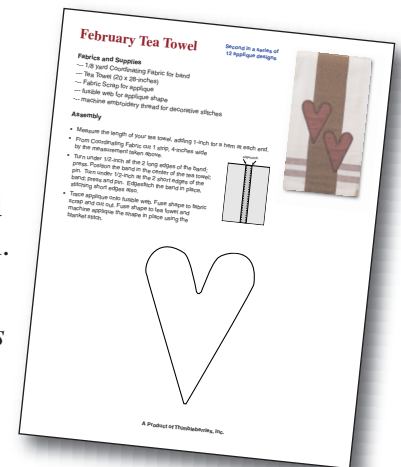 February Tea Towel
Second in a series of
12 applique designs
Fabrics and Supplies
--- 1/8 yard Coordinating Fabric for band
--- Tea Towel (20 x 28-inches)
--- Fabric Scrap for applique
--- fusible web for applique shape
--- machine embroidery thread for decorative stitches
Assembly
• Measure the length of your tea towel, adding 1-inch for a hem at each end.
• From Coordinating Fabric cut 1 strip, 4-inches wide
by the measurement taken above.
• Turn under 1/2-inch at the 2 long edges of the band;
press. Position the band in the center of the tea towel;
pin. Turn under 1/2-inch at the 2 short edges of the
band; press and pin. Edgestitch the band in place,
stitching short edges also.
• Trace applique onto fusible web. Fuse shape to fabric
scrap and cut out. Fuse shape to tea towel and
machine applique the shape in place using the
blanket stitch.
A Product of Thimbleberries, Inc.
.
s